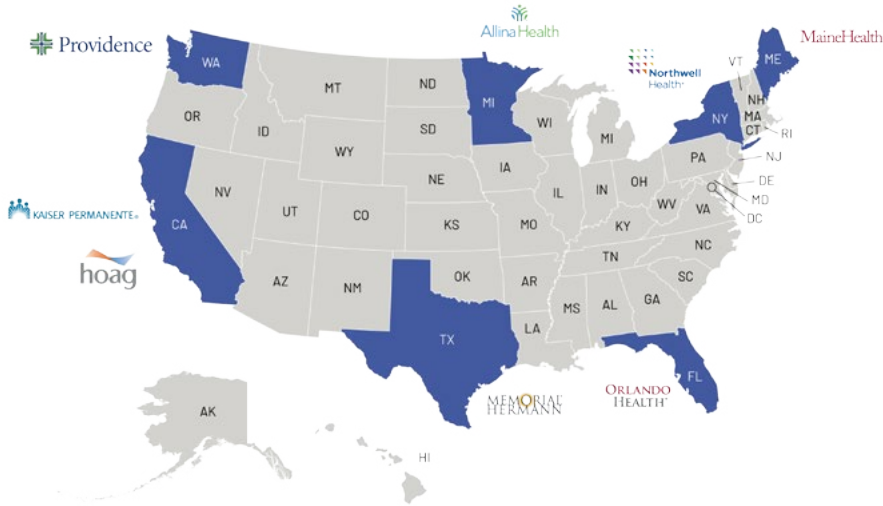 Allina Health
Providence
MaineHealth
Northwell
Health
WA
MT
ND
MI
VT
ME
OR
ID
SD
WI
MI
NY
NH
MA
CT
RI
WY
IA
PA
NJ
NV
NE
IL
IN
OH
DE
MD
DC
KAISER PERMANENTE®
CA
UT
CO
KS
MO
WV
VA
KY
hoag
AZ
NM
OK
AR
TN
NC
SC
MS
AL
GA
TX
LA
FL
MEMORIAL
HERMANN
ORLANDO
HEALTH
AK
HI